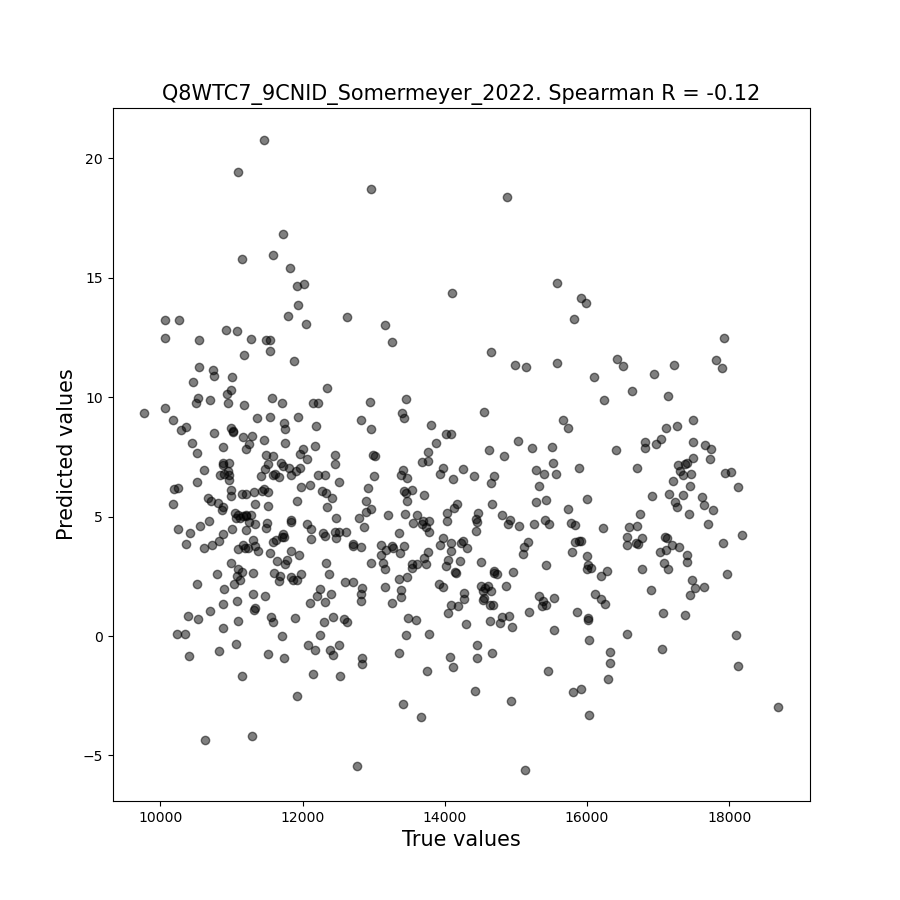 Q8WTC7_9CNID_Somermeyer_2022. Spearman R = -0.12
20
15
10
5
0
−5
Predicted values
10000 12000 14000 16000 18000
True values